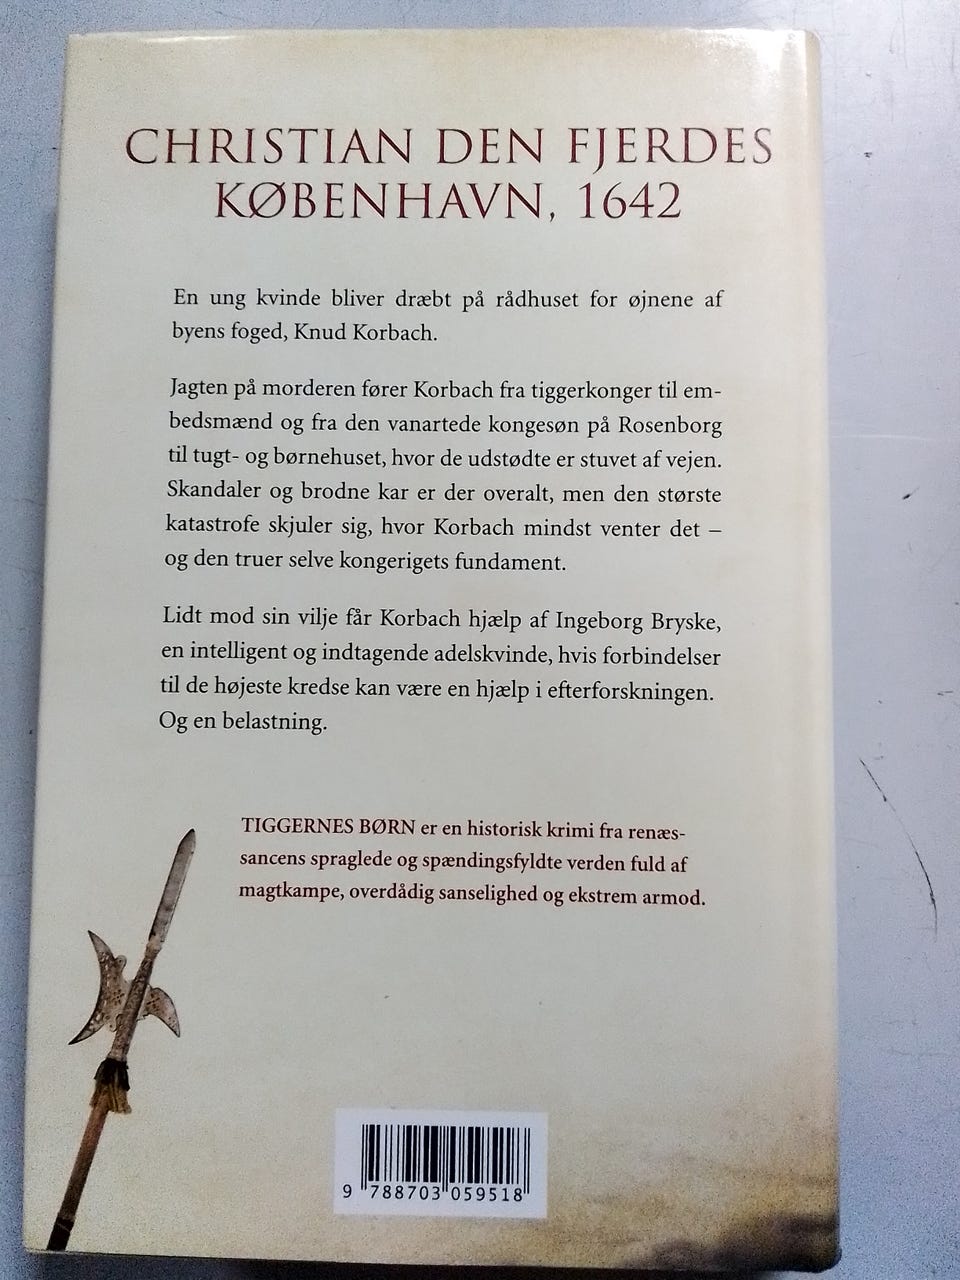 CHRISTIAN DEN FJERDES
KØBENHAVN, 1642
En ung kvinde bliver dræbt på rådhuset for øjnene af
byens foged, Knud Korbach.
Jagten på morderen fører Korbach fra tiggerkonger til em-
bedsmænd og fra den vanartede kongesøn på Rosenborg
til tugt- og børnehuset, hvor de udstødte er stuvet af vejen.
Skandaler og brodne kar er der overalt, men den største
katastrofe skjuler sig, hvor Korbach mindst venter det –
og den truer selve kongerigets fundament.
Lidt mod sin vilje får Korbach hjælp af Ingeborg Bryske,
en intelligent og indtagende adelskvinde, hvis forbindelser
til de højeste kredse kan være en hjælp i efterforskningen.
Og en belastning.
TIGGERNES BØRN er en historisk krimi fra renæs-
sancens spraglede og spændingsfyldte verden fuld af
magtkampe, overdådig sanselighed og ekstrem armod.
9 788703 059518